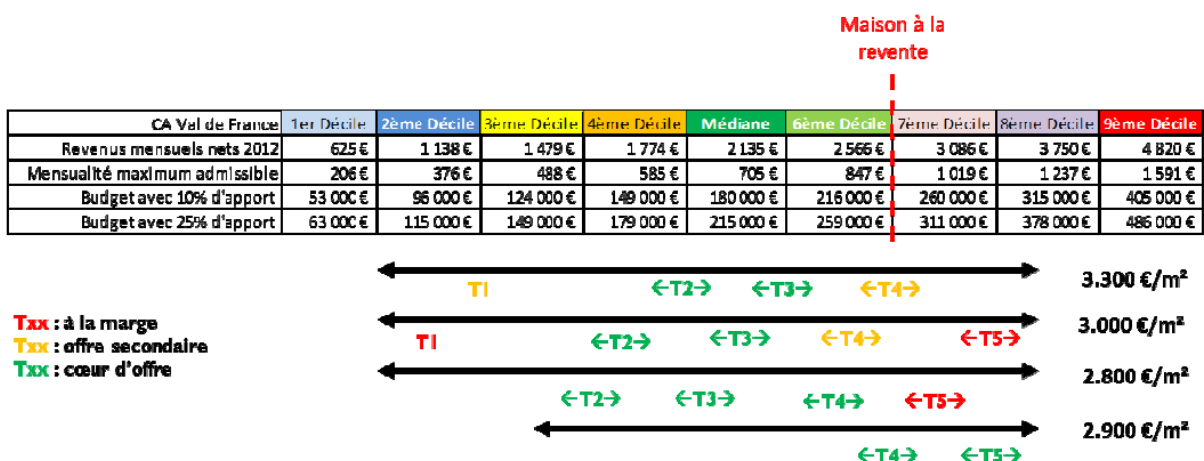 Maison à la
revente
CA Val de France 1er Décile 2ème Décile 3ème Décile 4ème Décile Médiane 6ème Décile 7ème Décile 8ème Décile 9ème Décile
Revenus mensuels nets 2012 625 € 1 138 € 1 479 € 1 774 € 2 135 € 2 566 € 3 086 € 3 750 € 4 820 €
Mensualité maximum admissible 206 € 376 € 488 € 585 € 705 € 847 € 1 019 € 1 237 € 1 591 €
Budget avec 10% d'apport 53 000 € 96 000 € 124 000 € 149 000 € 180 000 € 216 000 € 260 000 € 315 000 € 405 000 €
Budget avec 25% d'apport 63 000 € 115 000 € 149 000 € 179 000 € 215 000 € 259 000 € 311 000 € 378 000 € 486 000 €
3.300 €/m²
T1 ←T2→ ←T3→ ←T4→
3.000 €/m²
Txx : à la marge
T1 ←T2→ ←T3→ ←T4→ ←T5→
Txx : offre secondaire
Txx : cœur d'offre
2.800 €/m²
←T2→ ←T3→ ←T4→ ←T5→
2.900 €/m²
←T4→ ←T5→